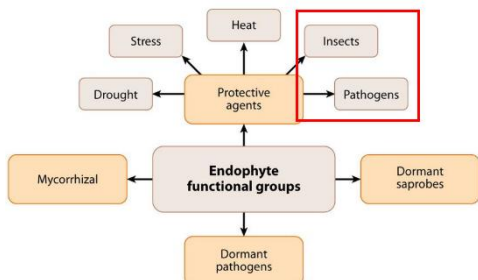 Heat
Stress
Insects
Drought
Protective
agents
Pathogens
Mycorrhizal
Endophyte
functional groups
Dormant
saprobes
Dormant
pathogens